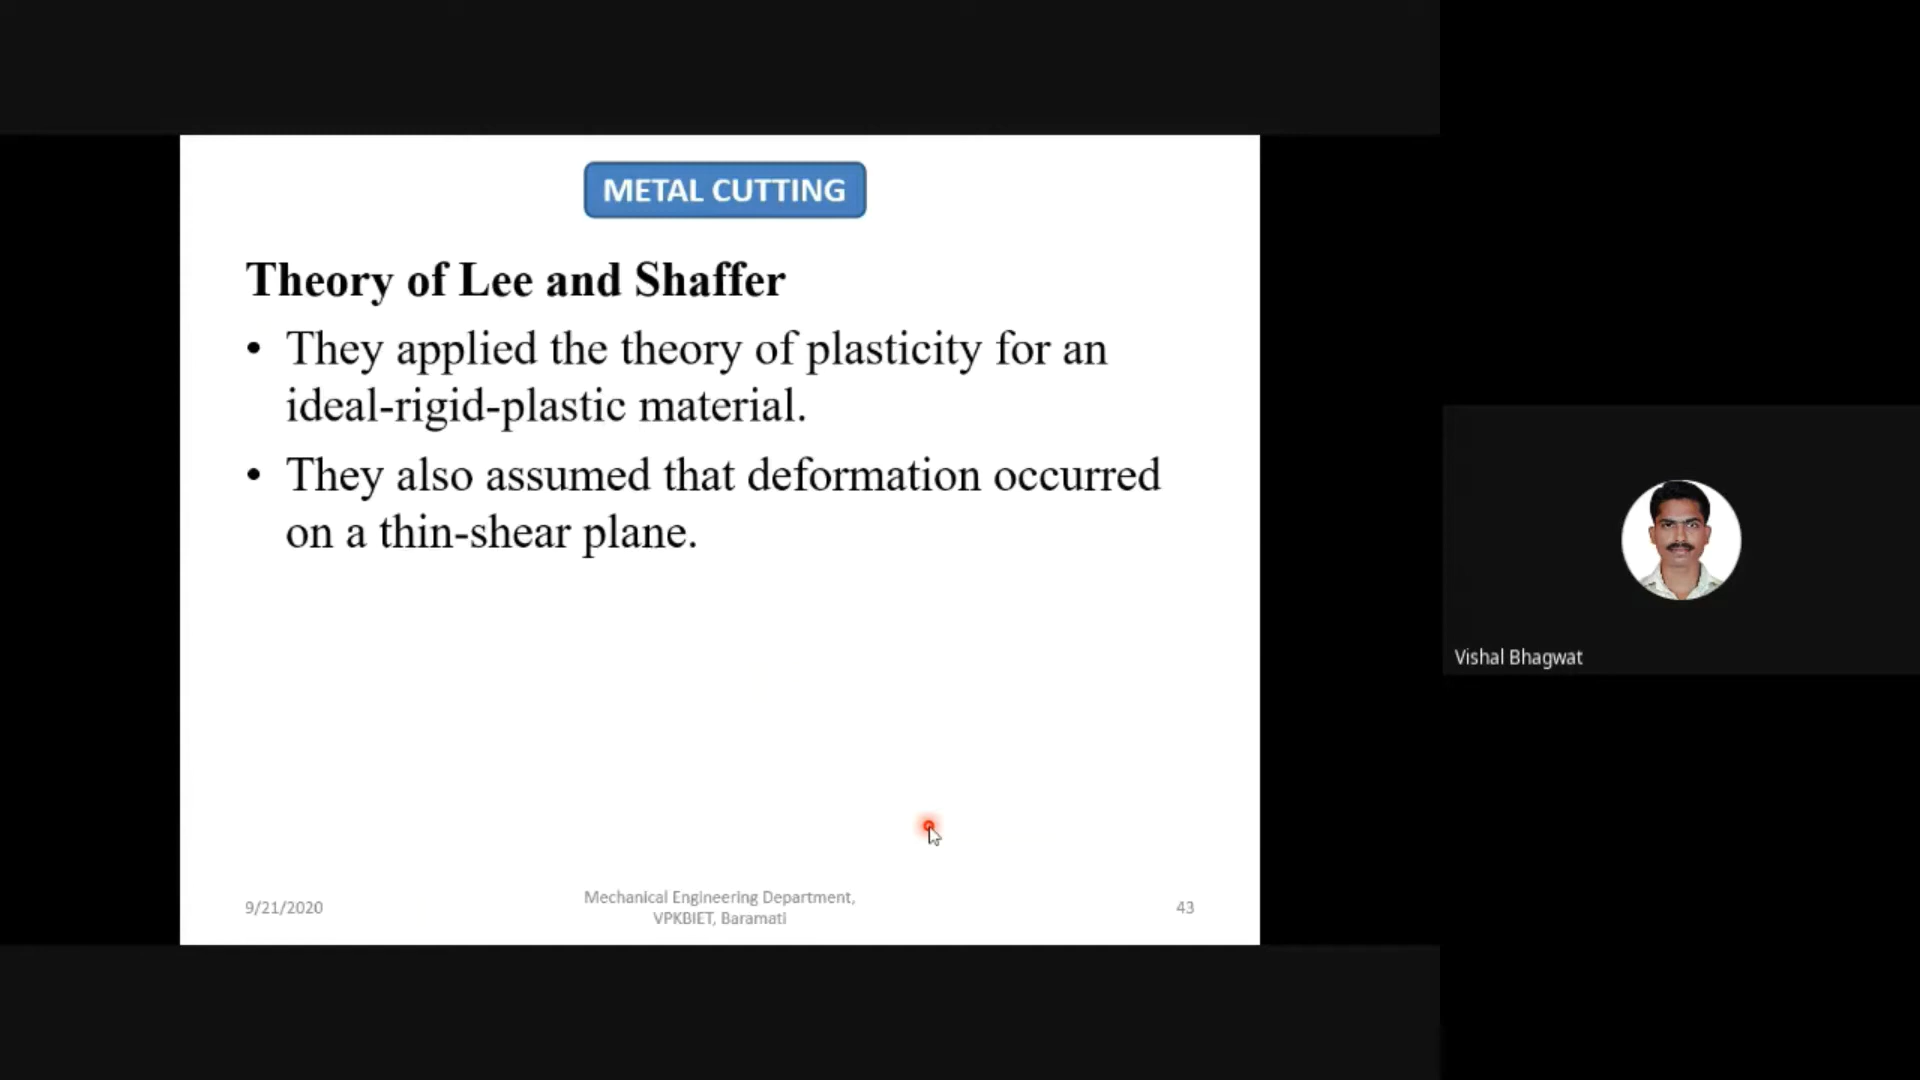 METAL CUTTING
Theory of Lee and Shaffer
• They applied the theory of plasticity for an
ideal-rigid-plastic material.
• They also assumed that deformation occurred
on a thin-shear plane.
Vishal Bhagwat
9/21/2020
Mechanical Engineering Department,
VPKBIET, Baramati
43